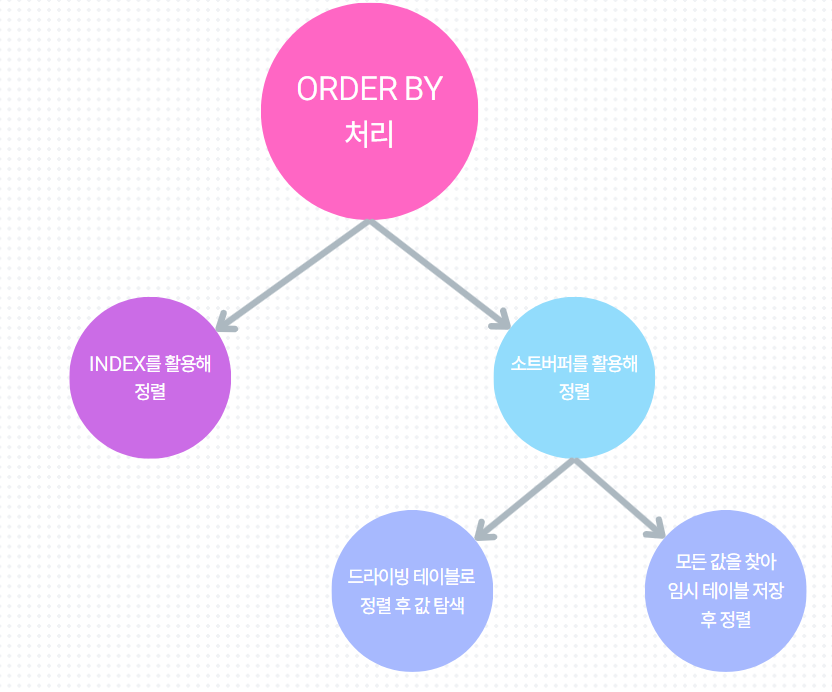 ORDER BY
처리
INDEX를 활용해
정렬
소트버퍼를 활용해
정렬
드라이빙 테이블로
정렬 후 값 탐색
모든 값을 찾아
임시 테이블 저장
후 정렬